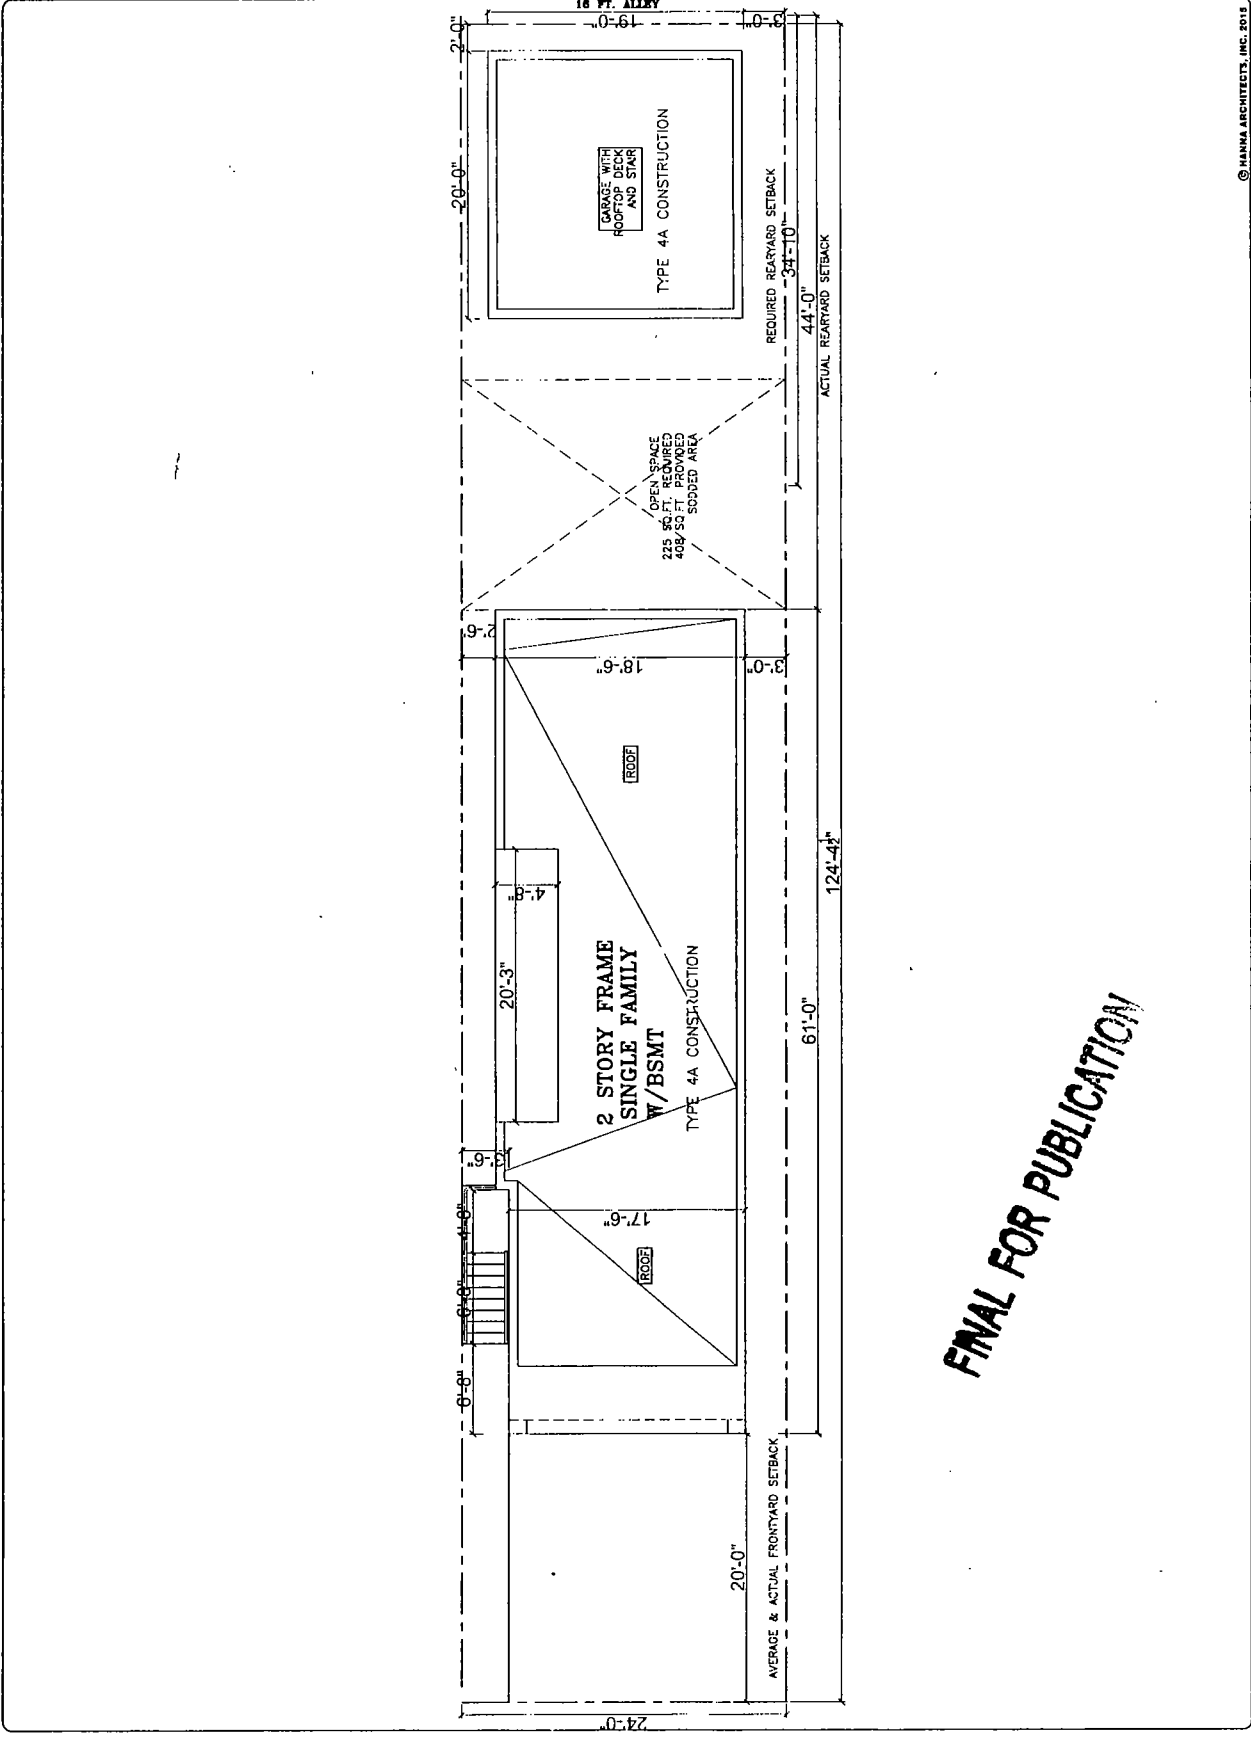 16 FT. ALLEY
19'-0"
3'-0"
2'-0"
20'-0"
GARAGE WITH
ROOFTOP DECK
AND STAIR
TYPE 4A CONSTRUCTION
REQUIRED REARYARD SETBACK
34'-10"
44'-0"
ACTUAL REARYARD SETBACK
OPEN SPACE
225 SQ.FT. REQUIRED
408 SQ FT PROVIDED
SODDED AREA
2'-6"
18'-6"
3'-0"
ROOF
4'-8"
20'-3"
2 STORY FRAME
SINGLE FAMILY
W/BSMT
TYPE 4A CONSTRUCTION
124'-4½"
61'-0"
3'-6"
17'-6"
ROOF
6'-8"
20'-0"
AVERAGE & ACTUAL FRONTYARD SETBACK
24'-0"
FINAL FOR PUBLICATION
© HANNA ARCHITECTS, INC. 2015